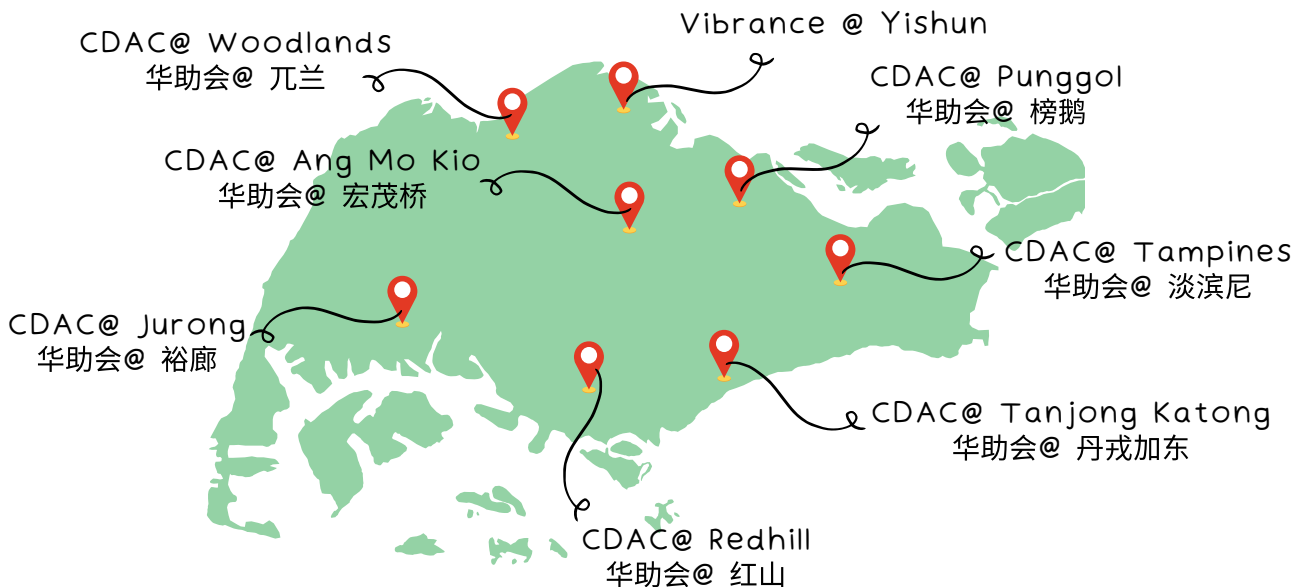 Vibrance @ Yishun
CDAC@ Woodlands
华助会@ 兀兰
CDAC@ Punggol
华助会@ 榜鹅
CDAC@ Ang Mo Kio
华助会@ 宏茂桥
CDAC@ Tampines
华助会@ 淡滨尼
CDAC@ Jurong
华助会@ 裕廊
CDAC@ Tanjong Katong
华助会@ 丹戎加东
CDAC@ Redhill
华助会@ 红山